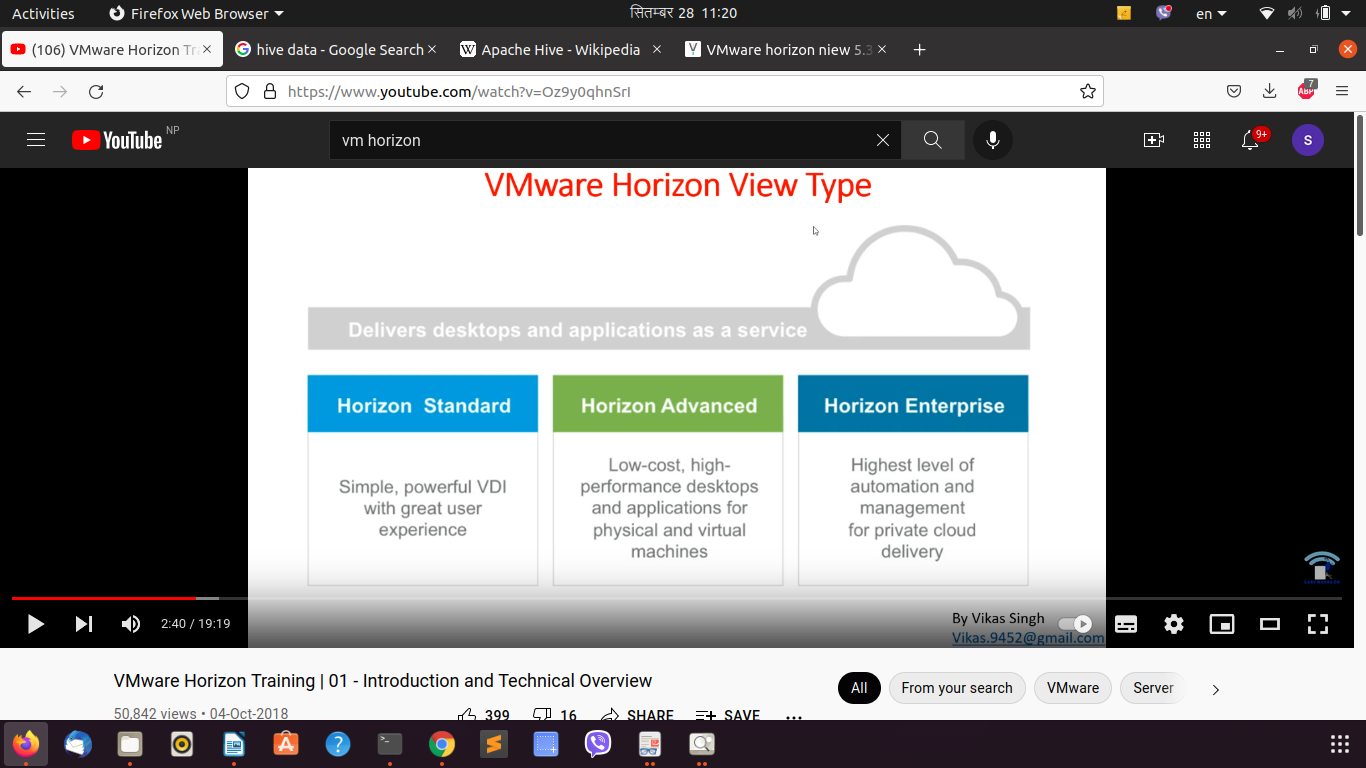 Activities
Firefox Web Browser
सितम्बर 28 11:20
en
(106) VMware Horizon Tr
hive data - Google Search
Apache Hive - Wikipedia
VMware horizon niew 5.3
https://www.youtube.com/watch?v=Oz9y0qhnSrI
ABP
7
YouTube
NP
vm horizon
9+
S
VMware Horizon View Type
Delivers desktops and applications as a service
Horizon Standard
Simple, powerful VDI
with great user
experience
Horizon Advanced
Low-cost, high-
performance desktops
and applications for
physical and virtual
machines
Horizon Enterprise
Highest level of
automation and
management
for private cloud
delivery
2:40 / 19:19
By Vikas Singh
Vikas.9452@gmail.com
VMware Horizon Training | 01 - Introduction and Technical Overview
All
From your search
VMware
Server
50,842 views • 04-Oct-2018
399
16
SHARE
SAVE